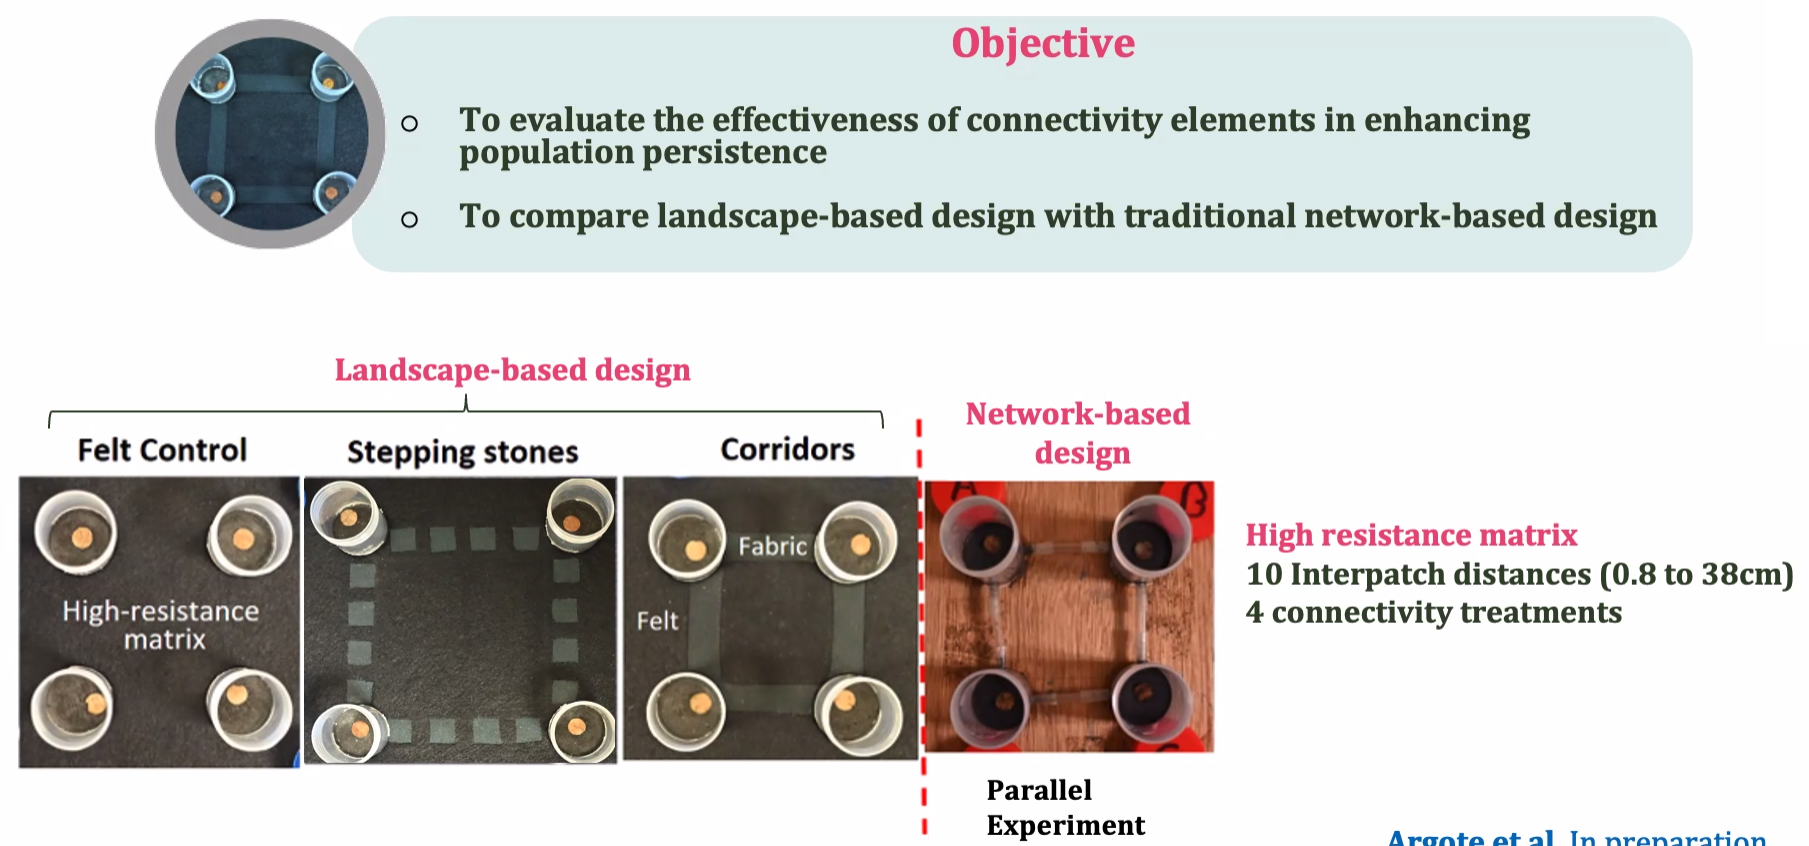 Objective
To evaluate the effectiveness of connectivity elements in enhancing
population persistence
To compare landscape-based design with traditional network-based design
Landscape-based design
Felt Control
Stepping stones
Corridors
Network-based
design
High-resistance
matrix
Fabric
Felt
A
B
High resistance matrix
10 Interpatch distances (0.8 to 38cm)
4 connectivity treatments
Parallel
Experiment
Argote et al. In preparation